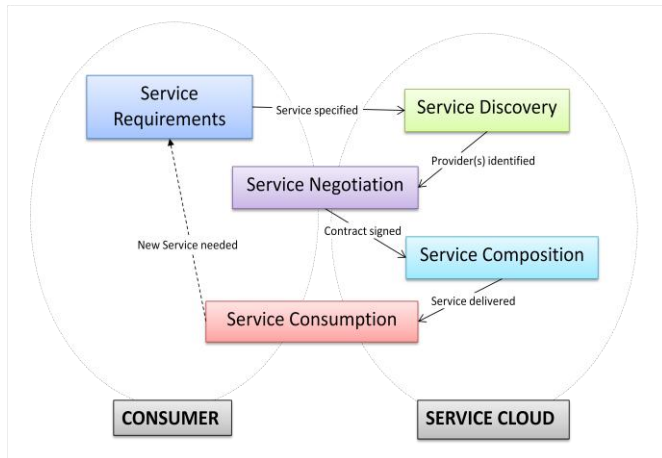 Service
Requirements
Service specified
Service Discovery
Provider(s) identified
Service Negotiation
Contract signed
New Service needed
Service Composition
Service delivered
Service Consumption
CONSUMER
SERVICE CLOUD